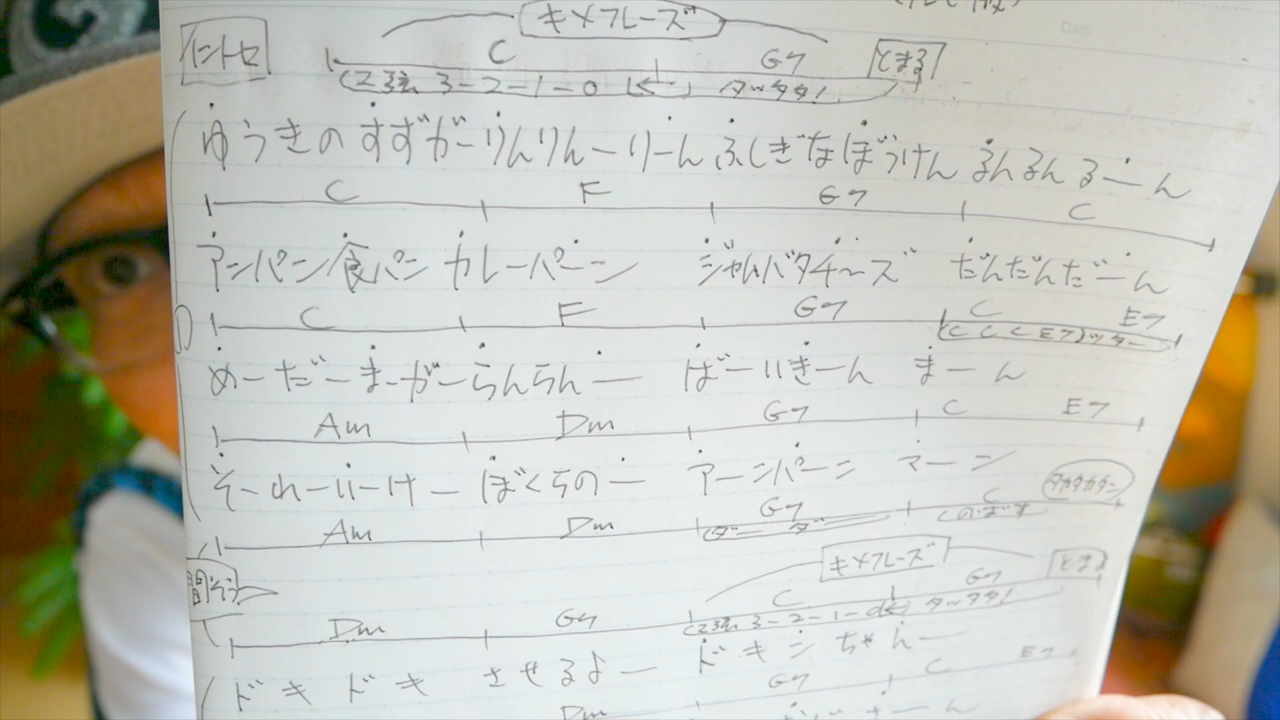 キメフレーズ
イントロ C G7 とまる
(2弦 3-2-1-0 (←) タッタタ!
ゆうきの すずがーりんりんーりーん ふしぎなぼうけん るんるんるーん
C F G7 C
アンパン食パン カレーパーン ジャムバタチーズ だんだんだーん
C F G7 C E7
(C C C E7)ッター
めーだーまーがーらんらんー ばーいきーん まーん
Am Dm G7 C E7
そーれーいーけー ぼくらのー アーンパーン マーン
Am Dm G7 C タカタカタン
(ダー ダー のばす
キメフレーズ
間そう Dm G7 C G7 とまる
(2弦 3-2-1-0(←) タッタタ!
ドキドキ させるよー ドキンちゃんー
Dm G7 C E7